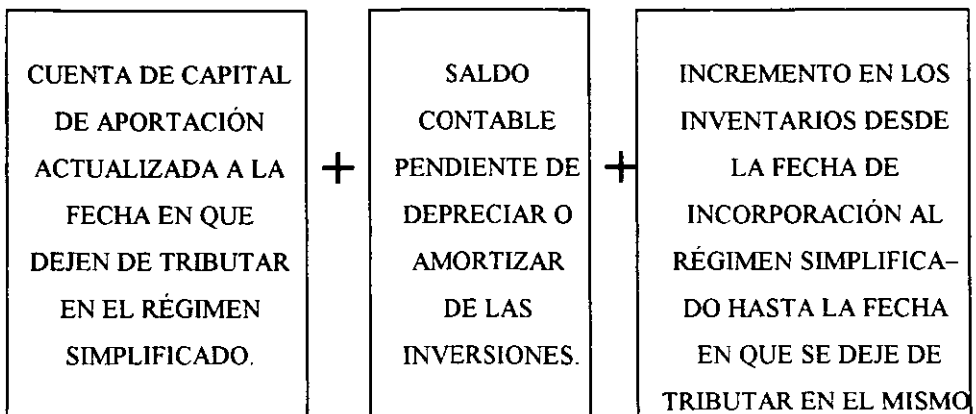 CUENTA DE CAPITAL
DE APORTACIÓN
ACTUALIZADA A LA
FECHA EN QUE
DEJEN DE TRIBUTAR
EN EL RÉGIMEN
SIMPLIFICADO.
+
SALDO
CONTABLE
PENDIENTE DE
DEPRECIAR O
AMORTIZAR
DE LAS
INVERSIONES.
+
INCREMENTO EN LOS
INVENTARIOS DESDE
LA FECHA DE
INCORPORACIÓN AL
RÉGIMEN SIMPLIFICA–
DO HASTA LA FECHA
EN QUE SE DEJE DE
TRIBUTAR EN EL MISMO